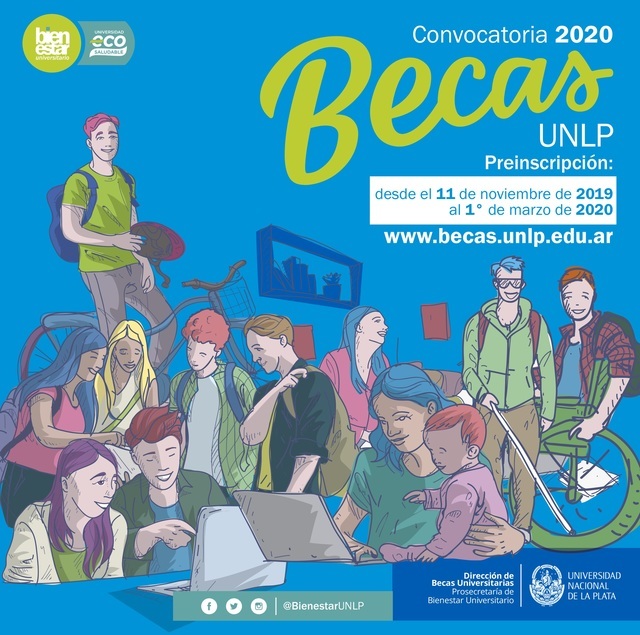 bien
estar
universitario
UNIVERSIDAD
eco
SALUDABLE
Convocatoria 2020
Becas
UNLP
Preinscripción:
desde el 11 de noviembre de 2019
al 1° de marzo de 2020
www.becas.unlp.edu.ar
Dirección de
Becas Universitarias
Prosecretaría de
Bienestar Universitario
UNIVERSIDAD
NACIONAL
DE LA PLATA
@BienestarUNLP